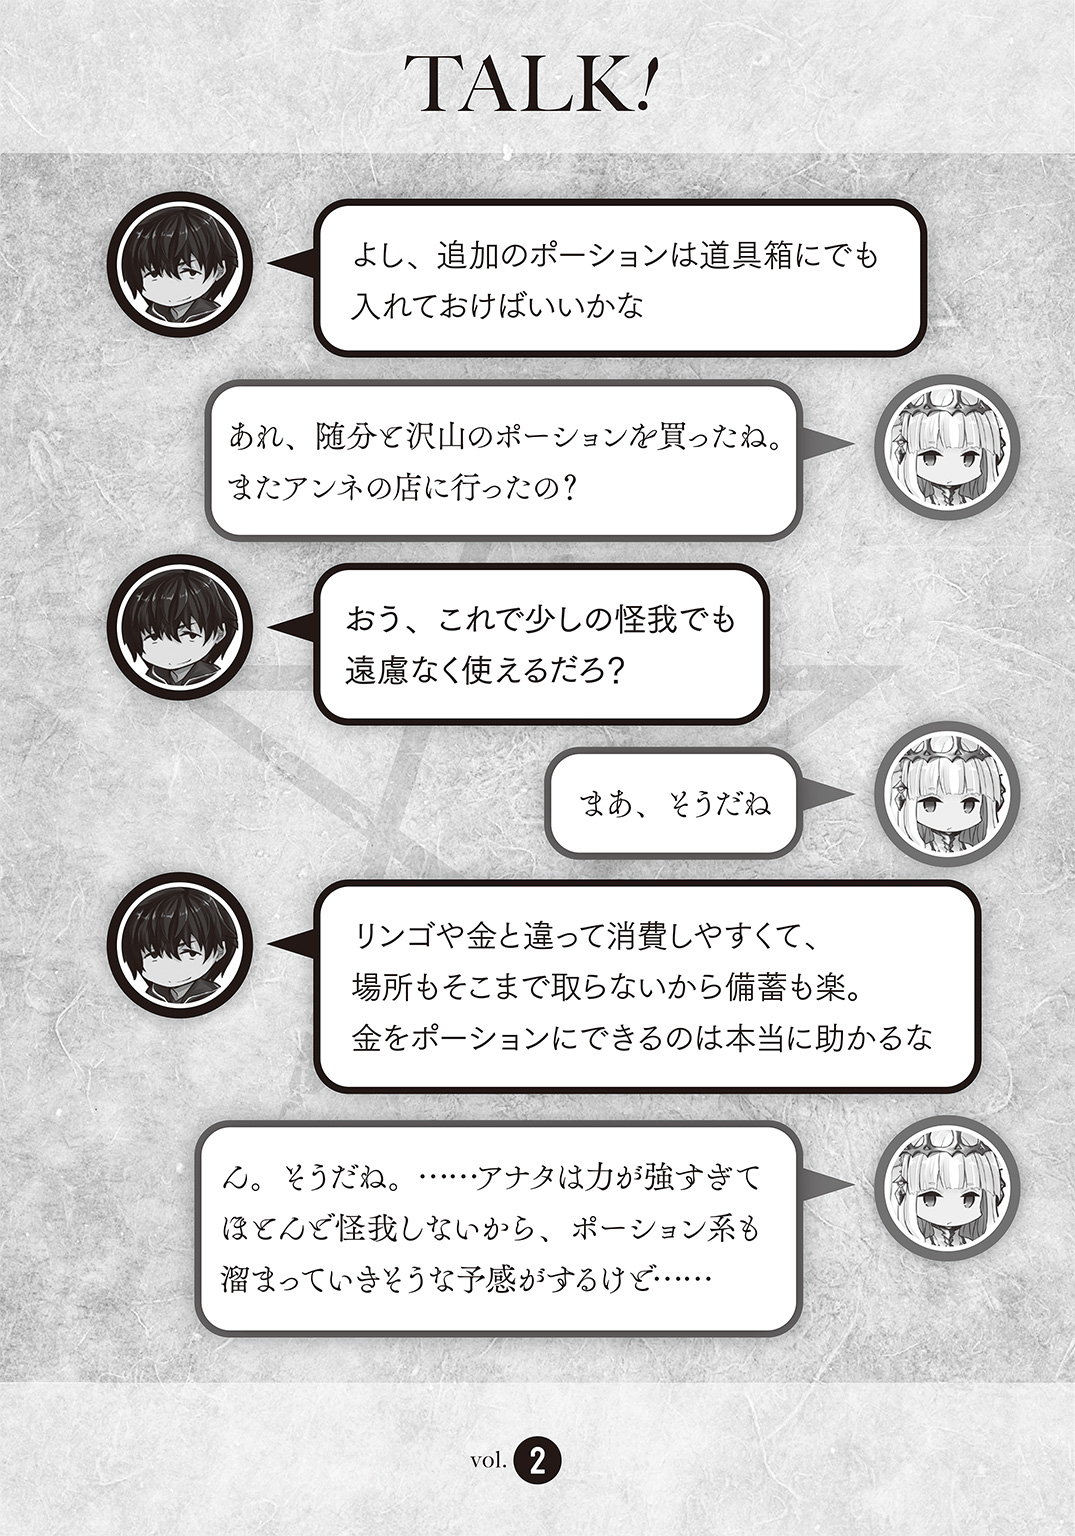 TALK!
よし、追加のポーションは道具箱にでも
入れておけばいいかな
あれ、随分と沢山のポーションを買ったね。
またアンネの店に行ったの？
おう、これで少しの怪我でも
遠慮なく使えるだろ？
まあ、そうだね
リンゴや金と違って消費しやすくて、
場所もそこまで取らないから備蓄も楽。
金をポーションにできるのは本当に助かるな
ん。そうだね。……アナタは力が強すぎて
ほとんど怪我しないから、ポーション系も
溜まっていきそうな予感がするけど……
vol. 2